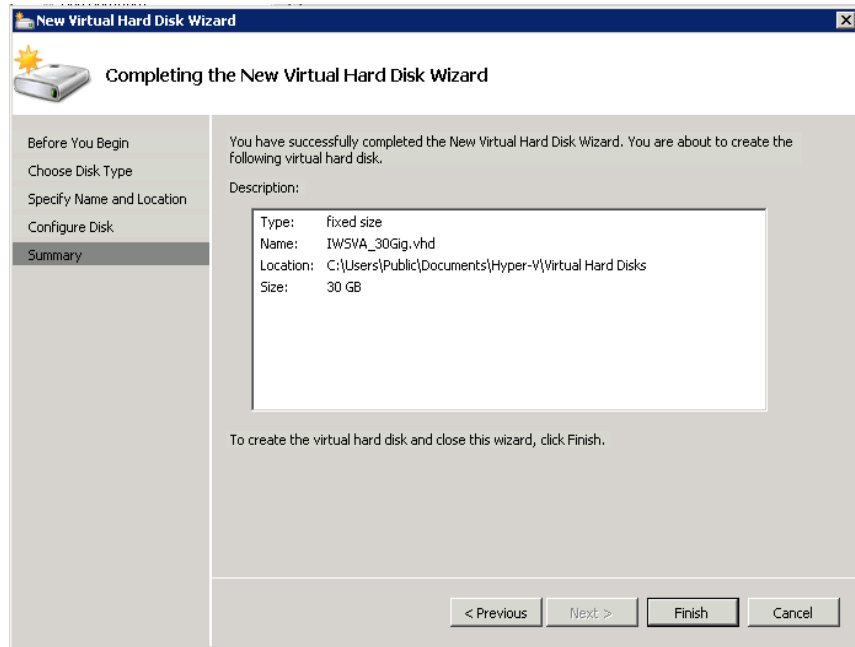 New Virtual Hard Disk Wizard
Completing the New Virtual Hard Disk Wizard
Before You Begin
Choose Disk Type
Specify Name and Location
Configure Disk
Summary
You have successfully completed the New Virtual Hard Disk Wizard. You are about to create the
following virtual hard disk.
Description:
Type: fixed size
Name: IWSVA_30Gig.vhd
Location: C:\Users\Public\Documents\Hyper-V\Virtual Hard Disks
Size: 30 GB
To create the virtual hard disk and close this wizard, click Finish.
< Previous Next > Finish Cancel